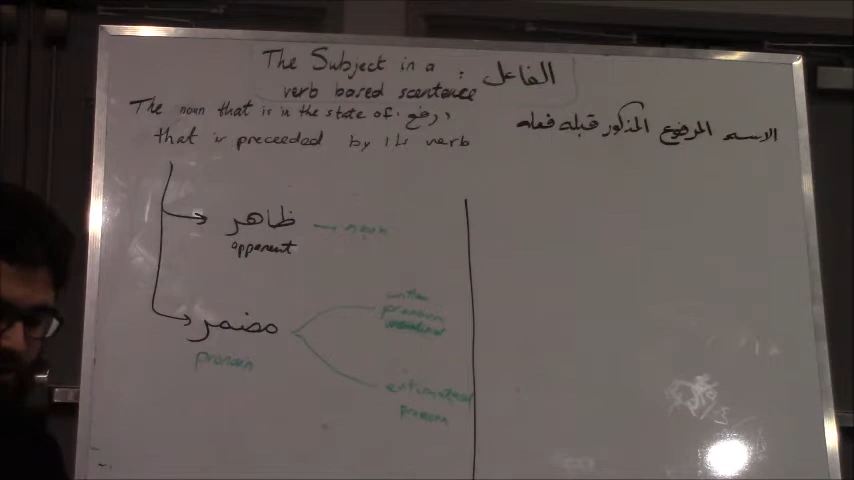 The Subject in a : الفاعل
verb based scentence
The noun that is in the state of 'رفع'
that is preceeded by its verb
الاسم المرفوع المذكور قبله فعله
ظاهر – noun
apparent
مضمر
pronoun
written
pronoun
estimated
pronoun